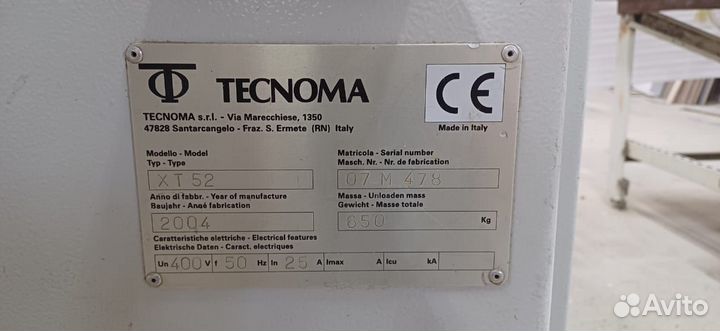 TECNOMA
TECNOMA s.r.l. - Via Marecchiese, 1350
47828 Santarcangelo - Fraz. S. Ermete (RN) Italy
CE
Made in Italy
Modello - Model
Typ - Type
XT52
Matricola - Serial number
Masch. Nr. - Nr. de fabrication
07 M 478
Anno di fabbr. - Year of manufacture
Baujahr - Angé fabrication
2004
Massa - Unloaden mass
Gewicht - Masse totale
650 Kg
Caratteristiche elettriche - Electrical features
Elektrische Daten - Caract. electriques
Un 400 V f 50 Hz In 25 A Imax A Icu kA
Avito